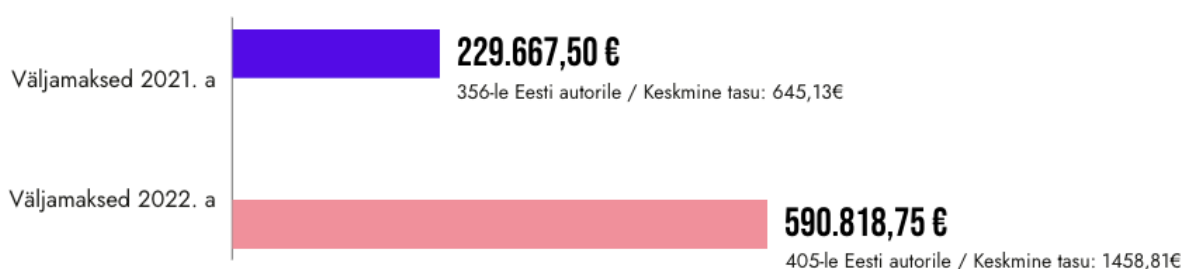 229.667,50 €
Väljamaksed 2021. a
356-le Eesti autorile / Keskmine tasu: 645,13€
Väljamaksed 2022. a
590.818,75 €
405-le Eesti autorile / Keskmine tasu: 1458,81€